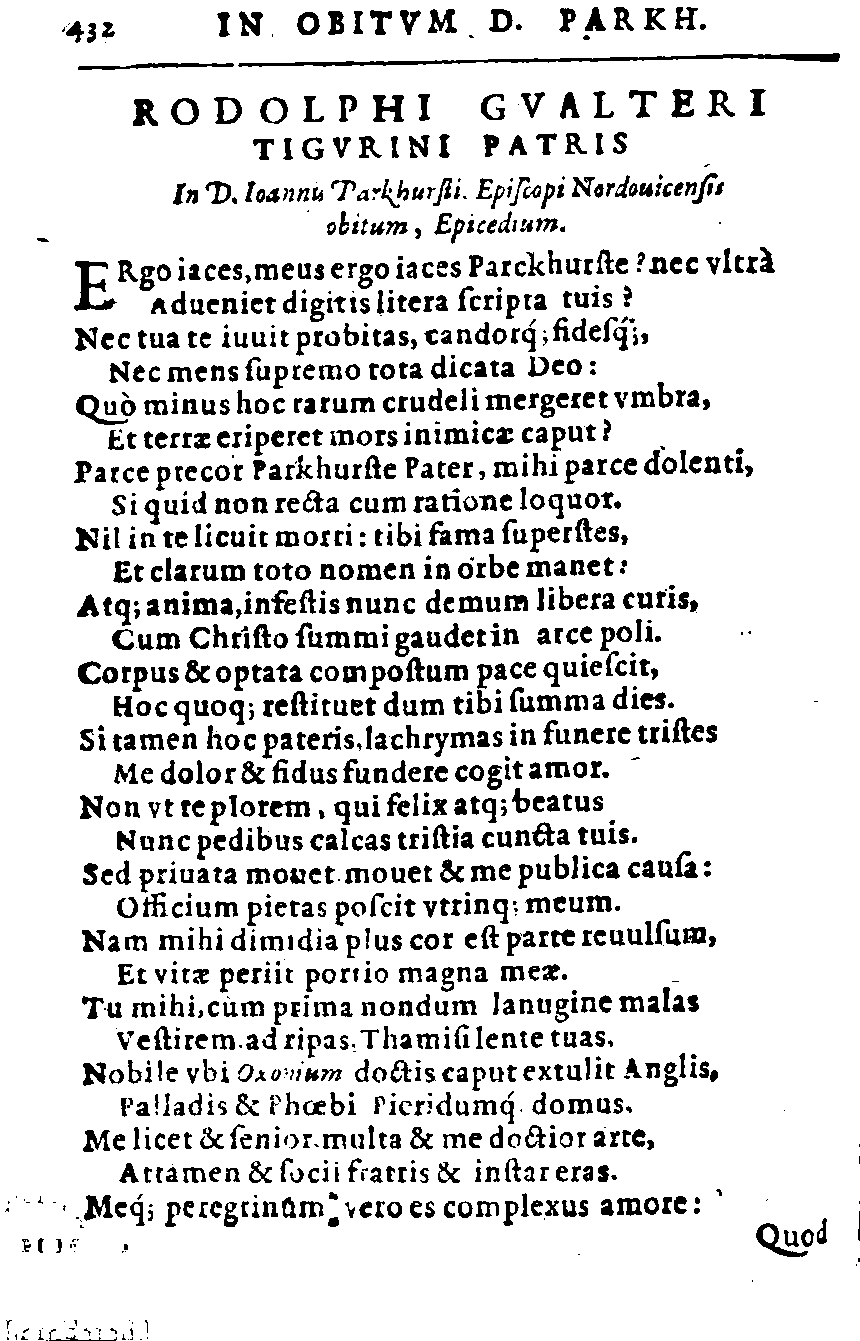 432 IN OBITVM D. PARKH.
RODOLPHI GVALTERI
TIGVRINI PATRIS
In D. Ioannis Parkhurſti. Epiſcopi Nordouicenſis
obitum, Epicedium.
ERgo iaces, meus ergo iaces Parckhurſte? nec vltrà
Adueniet digitis litera ſcripta tuis?
Nec tua te iuuit probitas, candorq́; fideſq́;,
Nec mens ſupremo tota dicata Deo:
Quò minus hoc rarum crudeli mergeret vmbra,
Et terræ eriperet mors inimicæ caput?
Parce precor Parkhurſte Pater, mihi parce dolenti,
Si quid non recta cum ratione loquor.
Nil in te licuit morti: tibi fama ſuperſtes,
Et clarum toto nomen in orbe manet:
Atq; anima, infeſtis nunc demum libera curis,
Cum Chriſto ſummi gaudet in arce poli.
Corpus & optata compoſtum pace quieſcit,
Hoc quoq; reſtituet dum tibi ſumma dies.
Si tamen hoc pateris, lachrymas in funere triſtes
Me dolor & fidus fundere cogit amor.
Non vt te plorem, qui felix atq; beatus
Nunc pedibus calcas triſtia cuncta tuis.
Sed priuata mouet. mouet & me publica cauſa:
Officium pietas poſcit vtrinq; meum.
Nam mihi dimidia plus cor eſt parte reuulſum,
Et vitæ periit portio magna meæ.
Tu mihi, cùm prima nondum lanugine malas
Veſtirem. ad ripas, Thamiſi lente tuas,
Nobile vbi Oxonium doctis caput extulit Anglis,
Palladis & Phœbi Pieridumq́. domus.
Me licet & ſenior. multa & me doctior arte,
Attamen & ſocii fratris & inſtar eras.
Meq́; peregrinum vero es complexus amore:
Quod